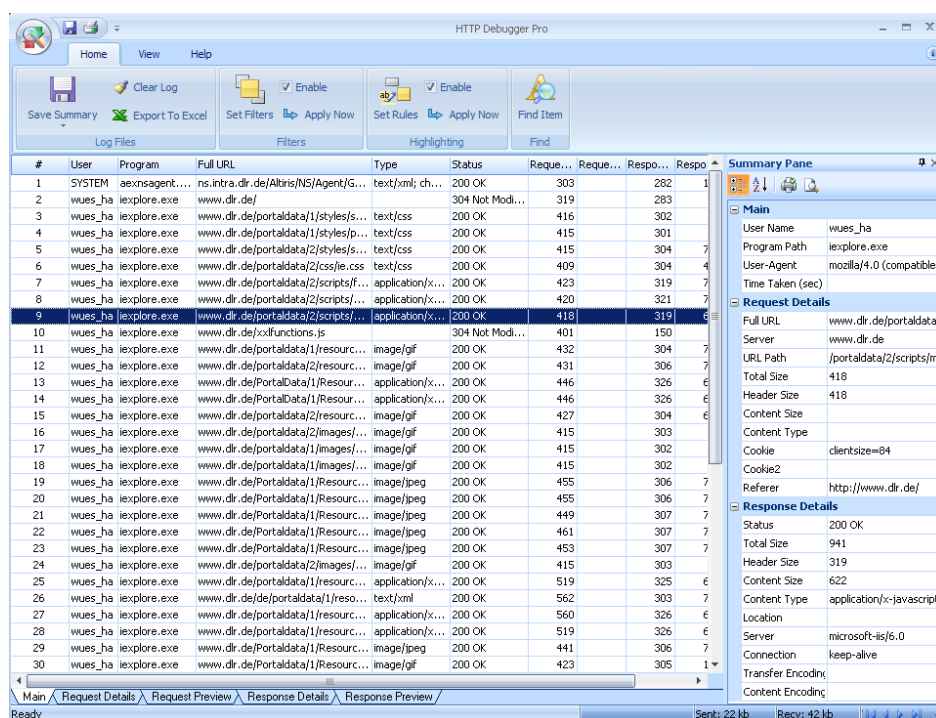 HTTP Debugger Pro
Home View Help
Save Summary Clear Log Export To Excel Set Filters Enable Apply Now Set Rules Enable Apply Now Find Item
Log Files Filters Highlighting Find
# User Program Full URL Type Status Reque... Reque... Respo... Respo
1 SYSTEM aexnsagent.... ns.intra.dlr.de/Altiris/NS/Agent/G... text/xml; ch... 200 OK 303 282 1
2 wues_ha iexplore.exe www.dlr.de/ 304 Not Modi... 319 283
3 wues_ha iexplore.exe www.dlr.de/portaldata/1/styles/s... text/css 200 OK 416 302
4 wues_ha iexplore.exe www.dlr.de/portaldata/1/styles/p... text/css 200 OK 415 301
5 wues_ha iexplore.exe www.dlr.de/portaldata/2/styles/s... text/css 200 OK 415 304 7
6 wues_ha iexplore.exe www.dlr.de/portaldata/2/css/ie.css text/css 200 OK 409 304 4
7 wues_ha iexplore.exe www.dlr.de/portaldata/2/scripts/f... application/x... 200 OK 423 319 7
8 wues_ha iexplore.exe www.dlr.de/portaldata/2/scripts/... application/x... 200 OK 420 321 7
9 wues_ha iexplore.exe www.dlr.de/portaldata/2/scripts/... application/x... 200 OK 418 319 6
10 wues_ha iexplore.exe www.dlr.de/xxlfunctions.js 304 Not Modi... 401 150
11 wues_ha iexplore.exe www.dlr.de/portaldata/1/resourc... image/gif 200 OK 432 304 7
12 wues_ha iexplore.exe www.dlr.de/portaldata/2/resourc... image/gif 200 OK 431 306 7
13 wues_ha iexplore.exe www.dlr.de/PortalData/1/Resour... application/x... 200 OK 446 326 6
14 wues_ha iexplore.exe www.dlr.de/PortalData/1/Resour... application/x... 200 OK 446 326 6
15 wues_ha iexplore.exe www.dlr.de/portaldata/2/resourc... image/gif 200 OK 427 304 6
16 wues_ha iexplore.exe www.dlr.de/portaldata/2/images/... image/gif 200 OK 415 303
17 wues_ha iexplore.exe www.dlr.de/portaldata/1/images/... image/gif 200 OK 415 302
18 wues_ha iexplore.exe www.dlr.de/portaldata/1/images/... image/gif 200 OK 415 302
19 wues_ha iexplore.exe www.dlr.de/Portaldata/1/Resourc... image/jpeg 200 OK 455 306 7
20 wues_ha iexplore.exe www.dlr.de/Portaldata/1/Resourc... image/jpeg 200 OK 455 306 7
21 wues_ha iexplore.exe www.dlr.de/Portaldata/1/Resourc... image/jpeg 200 OK 449 307 7
22 wues_ha iexplore.exe www.dlr.de/Portaldata/1/Resourc... image/jpeg 200 OK 461 307 7
23 wues_ha iexplore.exe www.dlr.de/Portaldata/1/Resourc... image/jpeg 200 OK 453 307 7
24 wues_ha iexplore.exe www.dlr.de/portaldata/2/images/... image/gif 200 OK 415 303
25 wues_ha iexplore.exe www.dlr.de/portaldata/1/resourc... application/x... 200 OK 519 325 6
26 wues_ha iexplore.exe www.dlr.de/de/portaldata/1/reso... text/xml 200 OK 562 303 7
27 wues_ha iexplore.exe www.dlr.de/portaldata/1/resourc... application/x... 200 OK 560 326 6
28 wues_ha iexplore.exe www.dlr.de/portaldata/1/resourc... application/x... 200 OK 519 326 6
29 wues_ha iexplore.exe www.dlr.de/Portaldata/1/Resourc... image/jpeg 200 OK 441 306 7
30 wues_ha iexplore.exe www.dlr.de/Portaldata/1/Resourc... image/gif 200 OK 423 305 1
Main Request Details Request Preview Response Details Response Preview
Summary Pane
Main
User Name wues_ha
Program Path iexplore.exe
User-Agent mozilla/4.0 (compatible
Time Taken (sec)
Request Details
Full URL www.dlr.de/portaldata
Server www.dlr.de
URL Path /portaldata/2/scripts/m
Total Size 418
Header Size 418
Content Size
Content Type
Cookie clientsize=84
Cookie2
Referer http://www.dlr.de/
Response Details
Status 200 OK
Total Size 941
Header Size 319
Content Size 622
Content Type application/x-javascript
Location
Server microsoft-iis/6.0
Connection keep-alive
Transfer Encoding
Content Encoding
Ready Sent: 22 kb Recv: 42 kb